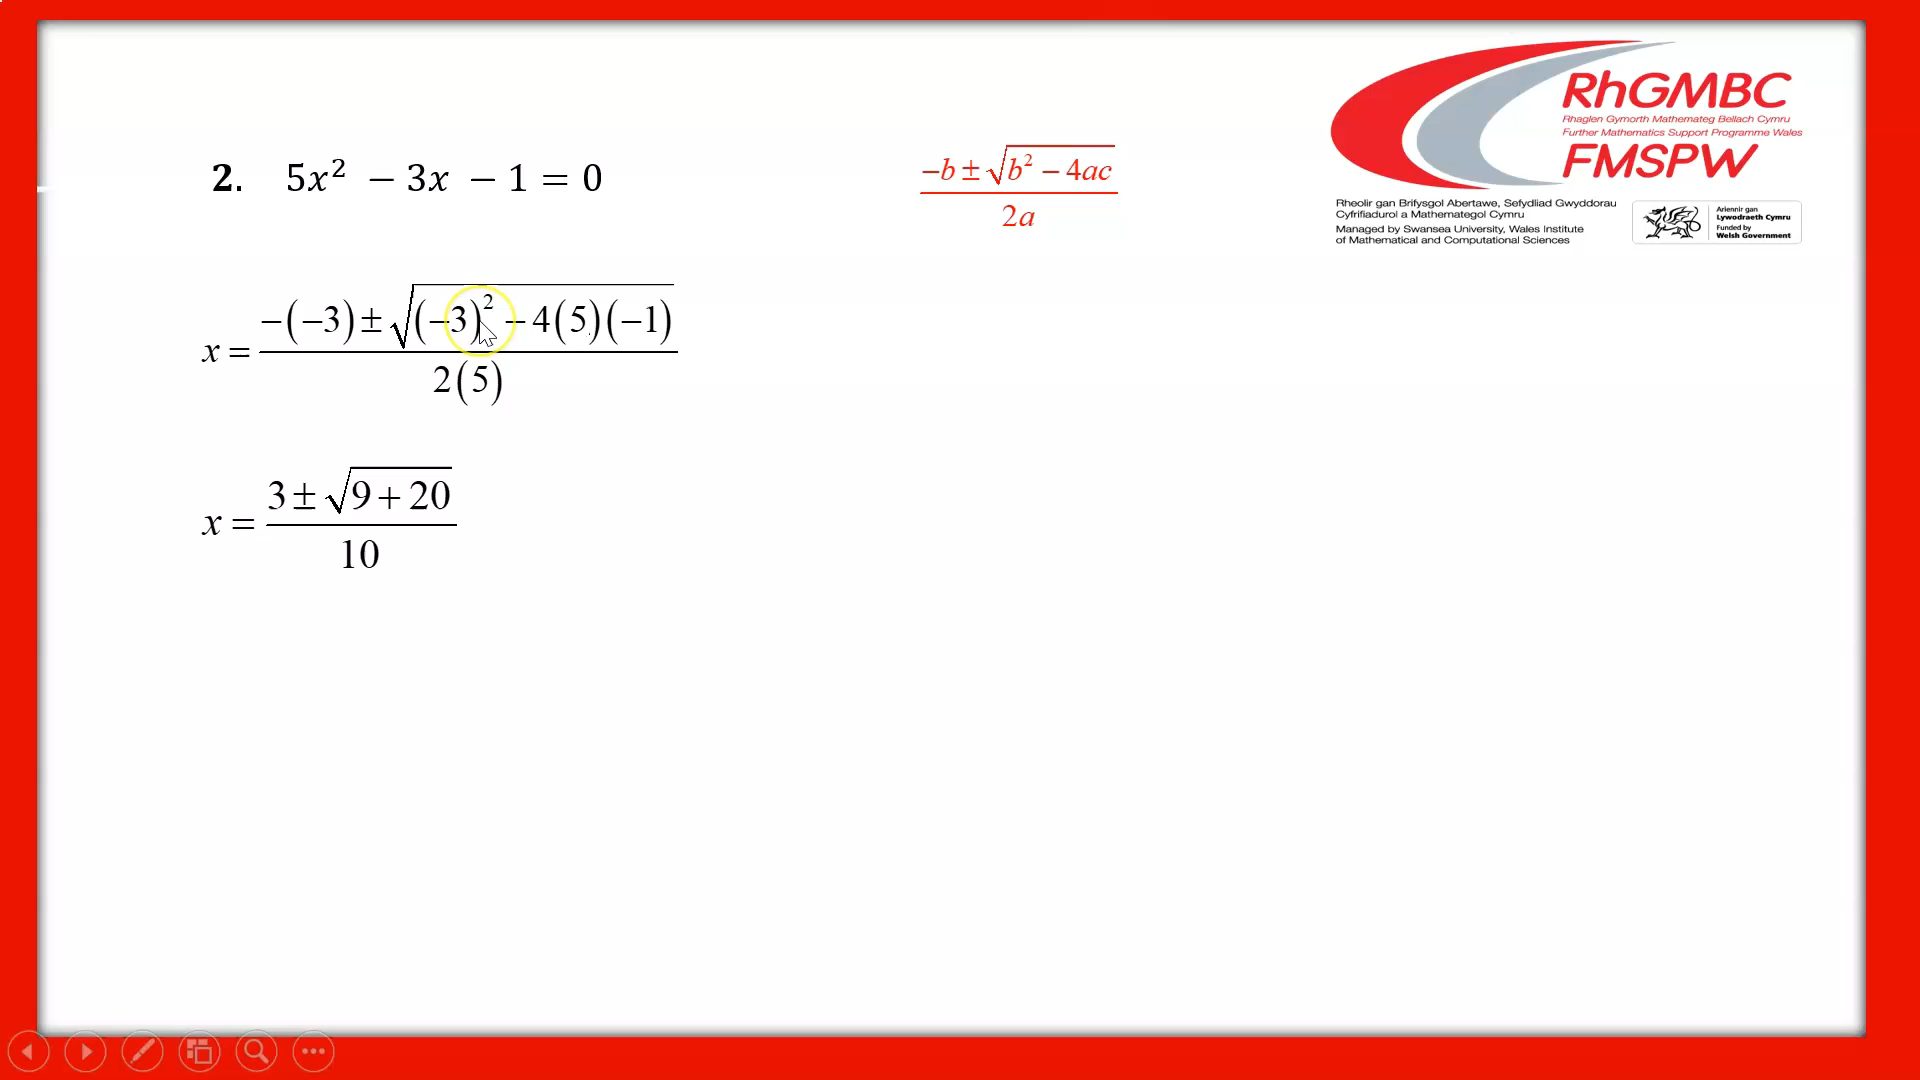 2. 5x² − 3x − 1 = 0
(−b ± √(b² − 4ac)) / 2a
x = (−(−3) ± √((−3)² − 4(5)(−1))) / 2(5)
x = (3 ± √(9 + 20)) / 10
RhGMBC
Rhaglen Gymorth Mathemateg Bellach Cymru
Further Mathematics Support Programme Wales
FMSPW
Rheolir gan Brifysgol Abertawe, Sefydliad Gwyddorau
Cyfrifiadurol a Mathemategol Cymru
Managed by Swansea University, Wales Institute
of Mathematical and Computational Sciences
Ariennir gan
Lywodraeth Cymru
Funded by
Welsh Government